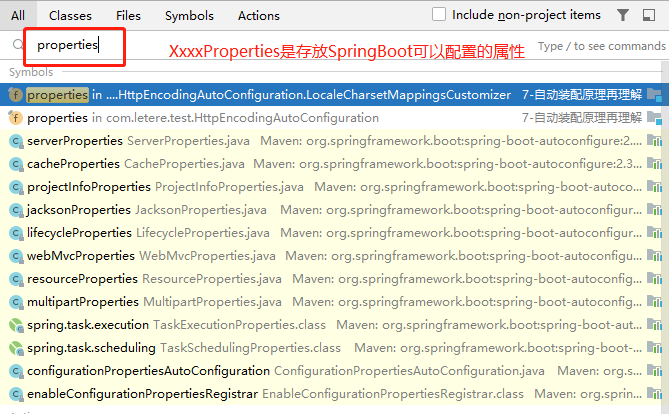 All Classes Files Symbols Actions Include non-project items
properties XxxxProperties是存放SpringBoot可以配置的属性 Type / to see commands
Symbols
properties in ....HttpEncodingAutoConfiguration.LocaleCharsetMappingsCustomizer 7-自动装配原理再理解
properties in com.letere.test.HttpEncodingAutoConfiguration 7-自动装配原理再理解
serverProperties ServerProperties.java Maven: org.springframework.boot:spring-boot-autoconfigure:2....
cacheProperties CacheProperties.java Maven: org.springframework.boot:spring-boot-autoconfigure:2.3...
projectInfoProperties ProjectInfoProperties.java Maven: org.springframework.boot:spring-boot-autoco...
jacksonProperties JacksonProperties.java Maven: org.springframework.boot:spring-boot-autoconfigur...
lifecycleProperties LifecycleProperties.java Maven: org.springframework.boot:spring-boot-autoconfigur...
webMvcProperties WebMvcProperties.java Maven: org.springframework.boot:spring-boot-autoconfig...
resourceProperties ResourceProperties.java Maven: org.springframework.boot:spring-boot-autoconfigu...
multipartProperties MultipartProperties.java Maven: org.springframework.boot:spring-boot-autoconfigu...
spring.task.execution TaskExecutionProperties.class Maven: org.springframework.boot:spring-boot-aut...
spring.task.scheduling TaskSchedulingProperties.class Maven: org.springframework.boot:spring-boot-a...
configurationPropertiesAutoConfiguration ConfigurationPropertiesAutoConfiguration.java Maven: org.spr...
enableConfigurationPropertiesRegistrar EnableConfigurationPropertiesRegistrar.class Maven: org.spring...